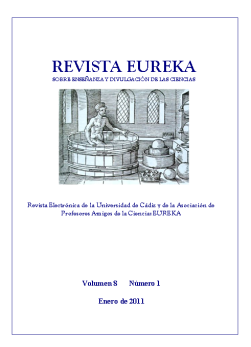 REVISTA EUREKA
SOBRE ENSEÑANZA Y DIVULGACIÓN DE LAS CIENCIAS
Revista Electrónica de la Universidad de Cádiz y de la Asociación de
Profesores Amigos de la Ciencia: EUREKA
Volumen 8 Número 1
Enero de 2011